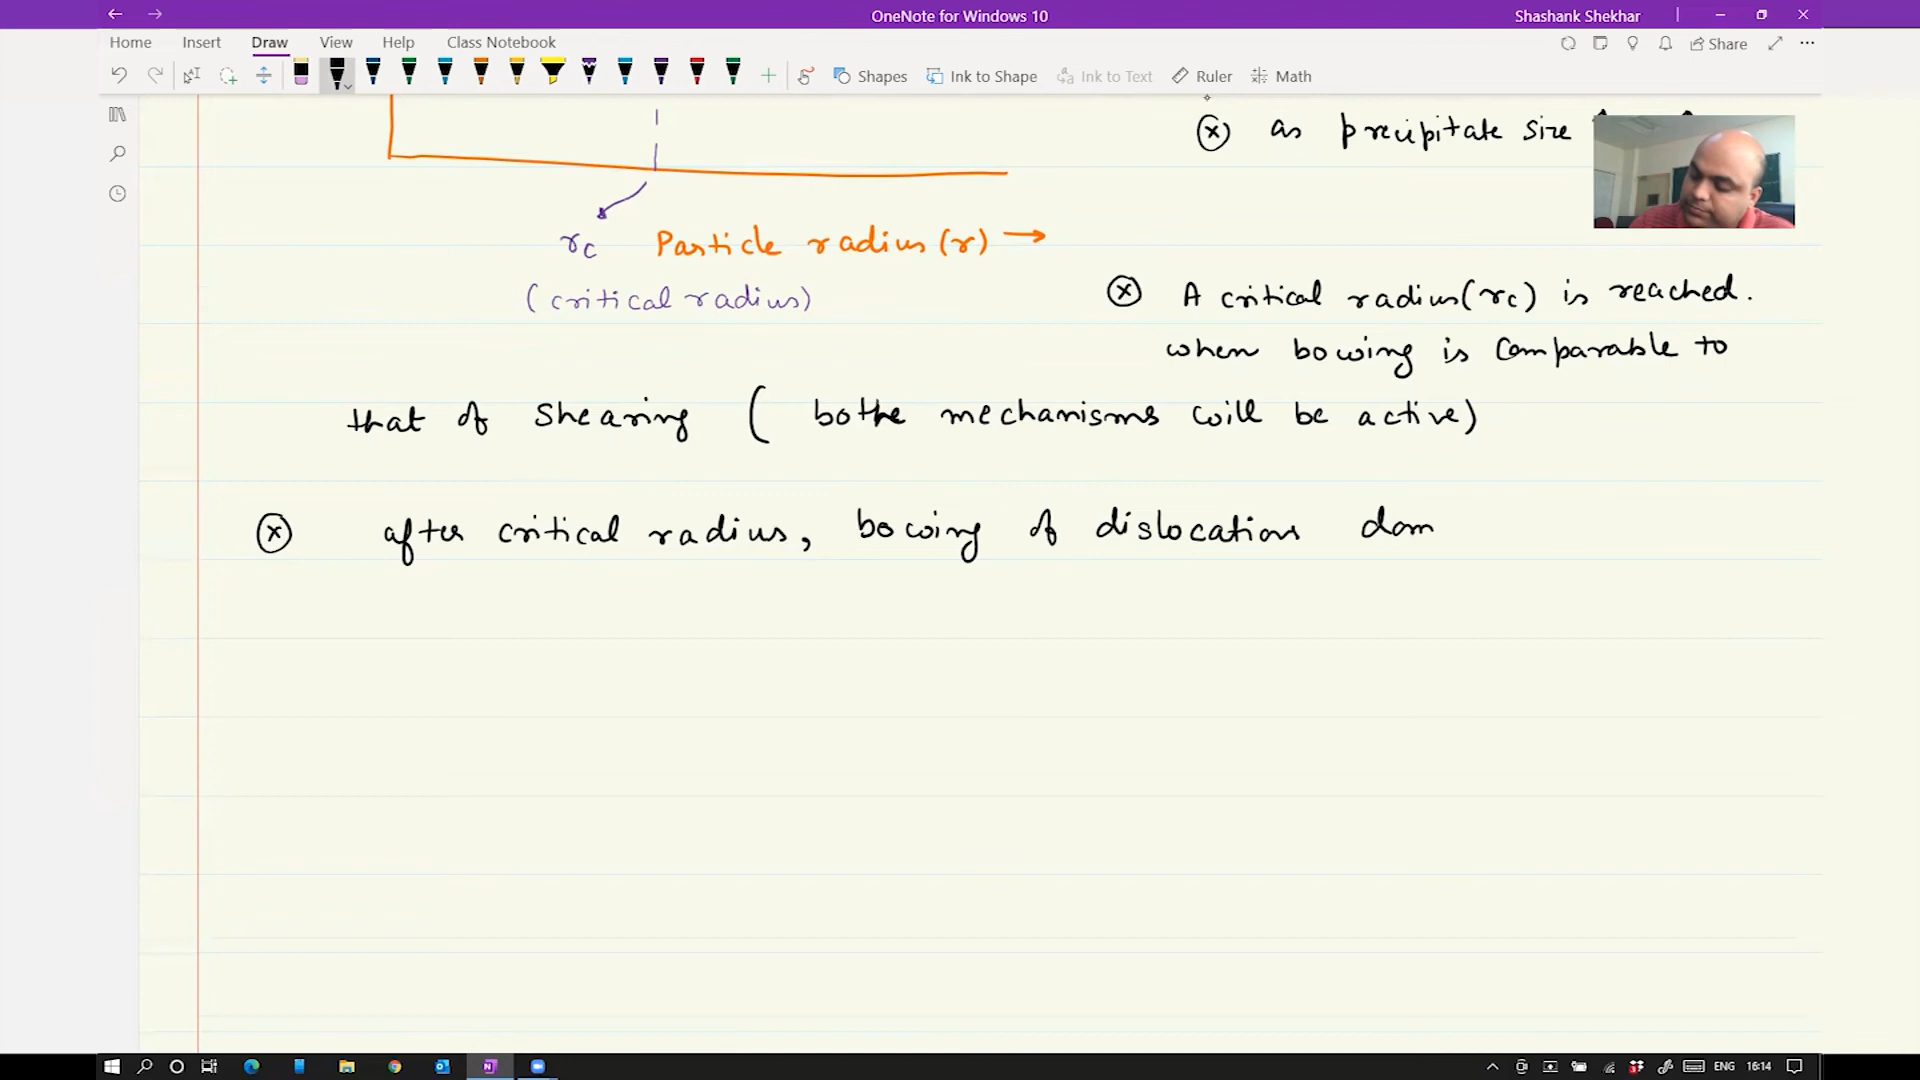 OneNote for Windows 10
Shashank Shekhar
Home Insert Draw View Help Class Notebook
Share
Shapes Ink to Shape Ink to Text Ruler Math
as precipitate size
rc Particle radius (r) →
(critical radius)
A critical radius (rc) is reached.
when bowing is comparable to
that of shearing ( bothe mechanisms will be active)
after critical radius, bowing of dislocations dom
ENG 16:14